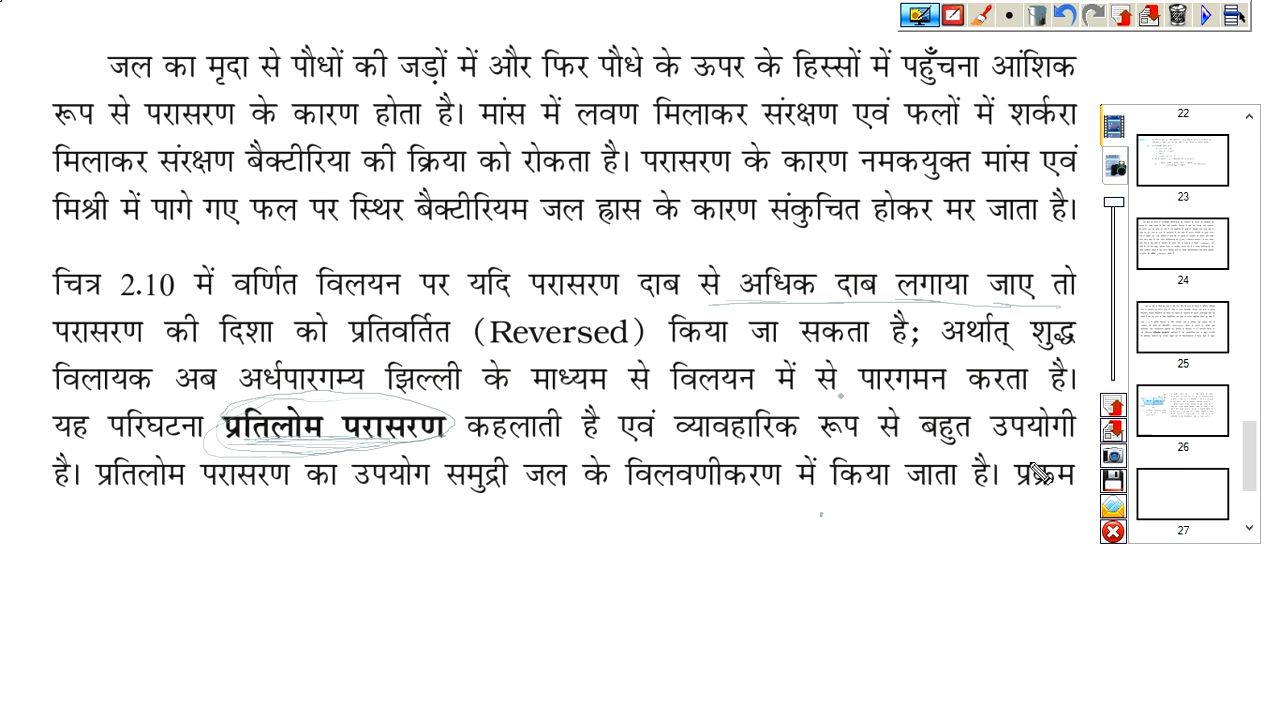 जल का मृदा से पौधों की जड़ों में और फिर पौधे के ऊपर के हिस्सों में पहुँचना आंशिक
रूप से परासरण के कारण होता है। मांस में लवण मिलाकर संरक्षण एवं फलों में शर्करा
मिलाकर संरक्षण बैक्टीरिया की क्रिया को रोकता है। परासरण के कारण नमकयुक्त मांस एवं
मिश्री में पागे गए फल पर स्थिर बैक्टीरियम जल ह्रास के कारण संकुचित होकर मर जाता है।
चित्र 2.10 में वर्णित विलयन पर यदि परासरण दाब से अधिक दाब लगाया जाए तो
परासरण की दिशा को प्रतिवर्तित (Reversed) किया जा सकता है; अर्थात् शुद्ध
विलायक अब अर्धपारगम्य झिल्ली के माध्यम से विलयन में से पारगमन करता है।
यह परिघटना प्रतिलोम परासरण कहलाती है एवं व्यावहारिक रूप से बहुत उपयोगी
है। प्रतिलोम परासरण का उपयोग समुद्री जल के विलवणीकरण में किया जाता है। प्रक्रम
22
23
24
25
26
27